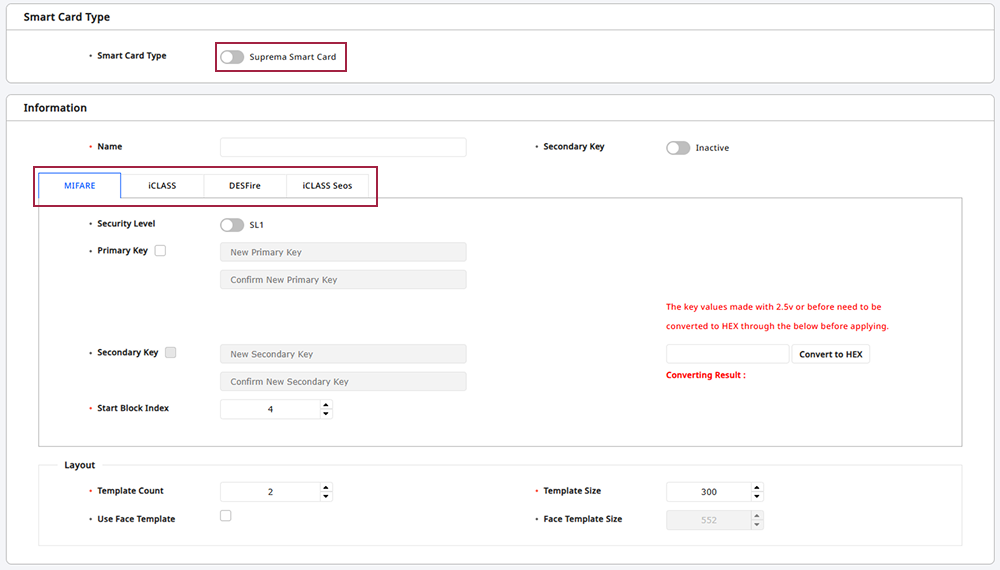 Smart Card Type
Smart Card Type Suprema Smart Card
Information
Name Secondary Key Inactive
MIFARE iCLASS DESFire iCLASS Seos
Security Level SL1
Primary Key New Primary Key
Confirm New Primary Key
The key values made with 2.5v or before need to be
converted to HEX through the below before applying.
Secondary Key New Secondary Key Convert to HEX
Confirm New Secondary Key Converting Result :
Start Block Index 4
Layout
Template Count 2 Template Size 300
Use Face Template Face Template Size 552